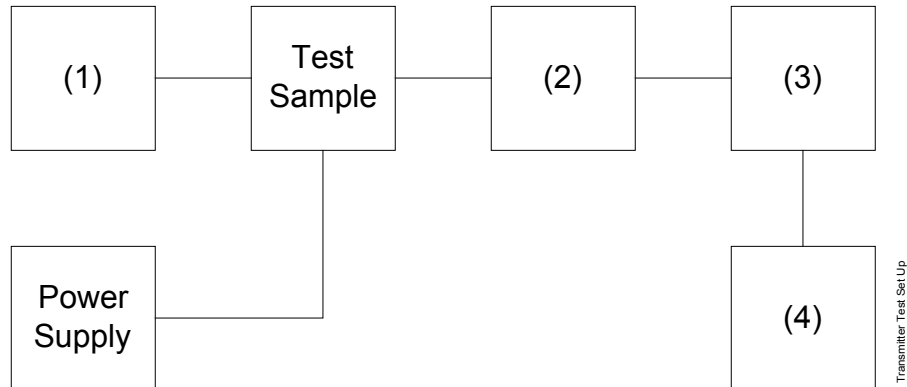 (1)
Test
Sample
(2)
(3)
Power
Supply
(4)
Transmitter Test Set Up